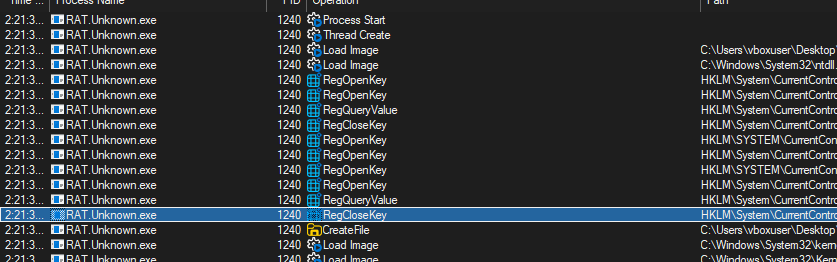 Time ... Process Name PID Operation Path
2:21:3... RAT.Unknown.exe 1240 Process Start
2:21:3... RAT.Unknown.exe 1240 Thread Create
2:21:3... RAT.Unknown.exe 1240 Load Image C:\Users\vboxuser\Desktop
2:21:3... RAT.Unknown.exe 1240 Load Image C:\Windows\System32\ntdll.
2:21:3... RAT.Unknown.exe 1240 RegOpenKey HKLM\System\CurrentContro
2:21:3... RAT.Unknown.exe 1240 RegOpenKey HKLM\System\CurrentContro
2:21:3... RAT.Unknown.exe 1240 RegQueryValue HKLM\System\CurrentContro
2:21:3... RAT.Unknown.exe 1240 RegCloseKey HKLM\System\CurrentContro
2:21:3... RAT.Unknown.exe 1240 RegOpenKey HKLM\SYSTEM\CurrentCon
2:21:3... RAT.Unknown.exe 1240 RegOpenKey HKLM\System\CurrentContro
2:21:3... RAT.Unknown.exe 1240 RegOpenKey HKLM\SYSTEM\CurrentCon
2:21:3... RAT.Unknown.exe 1240 RegOpenKey HKLM\System\CurrentContro
2:21:3... RAT.Unknown.exe 1240 RegQueryValue HKLM\System\CurrentContro
2:21:3... RAT.Unknown.exe 1240 RegCloseKey HKLM\System\CurrentContro
2:21:3... RAT.Unknown.exe 1240 CreateFile C:\Users\vboxuser\Desktop
2:21:3... RAT.Unknown.exe 1240 Load Image C:\Windows\System32\kerne
2:21:3... RAT.Unknown.exe 1240 Load Image C:\Windows\System32\Kerne